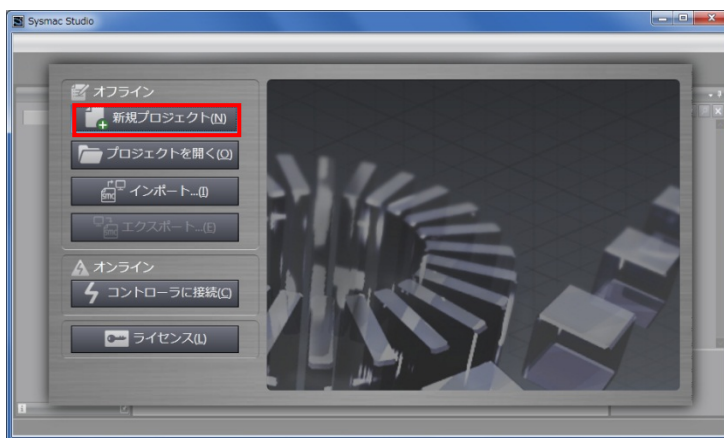 Sysmac Studio
オフライン
新規プロジェクト(N)
プロジェクトを開く(O)
インポート...(I)
エクスポート...(E)
オンライン
コントローラに接続(C)
ライセンス(L)